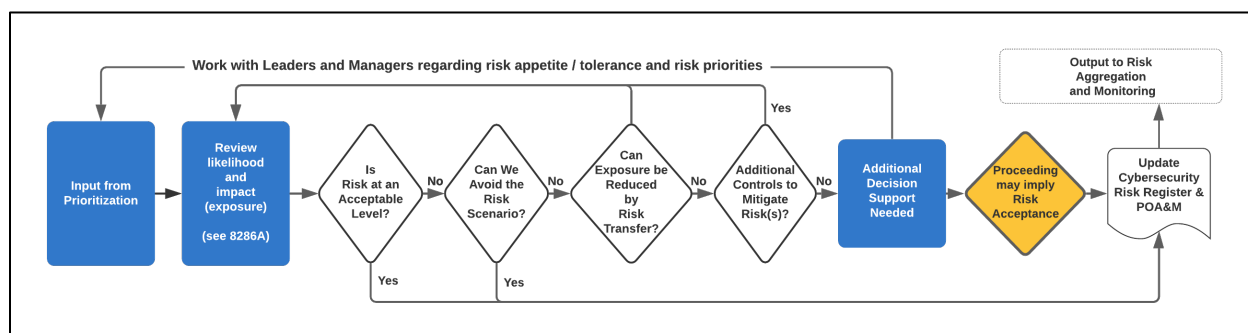 Work with Leaders and Managers regarding risk appetite / tolerance and risk priorities
Output to Risk
Aggregation
and Monitoring
Yes
Input from
Prioritization
Review
likelihood
and
impact
(exposure)
(see 8286A)
Is
Risk at an
Acceptable
Level?
No
Can We
Avoid the
Risk
Scenario?
No
Can
Exposure be
Reduced
by
Risk
Transfer?
No
Additional
Controls to
Mitigate
Risk(s)?
No
Additional
Decision
Support
Needed
Proceeding
may imply
Risk
Acceptance
Update
Cybersecurity
Risk Register &
POA&M
Yes
Yes